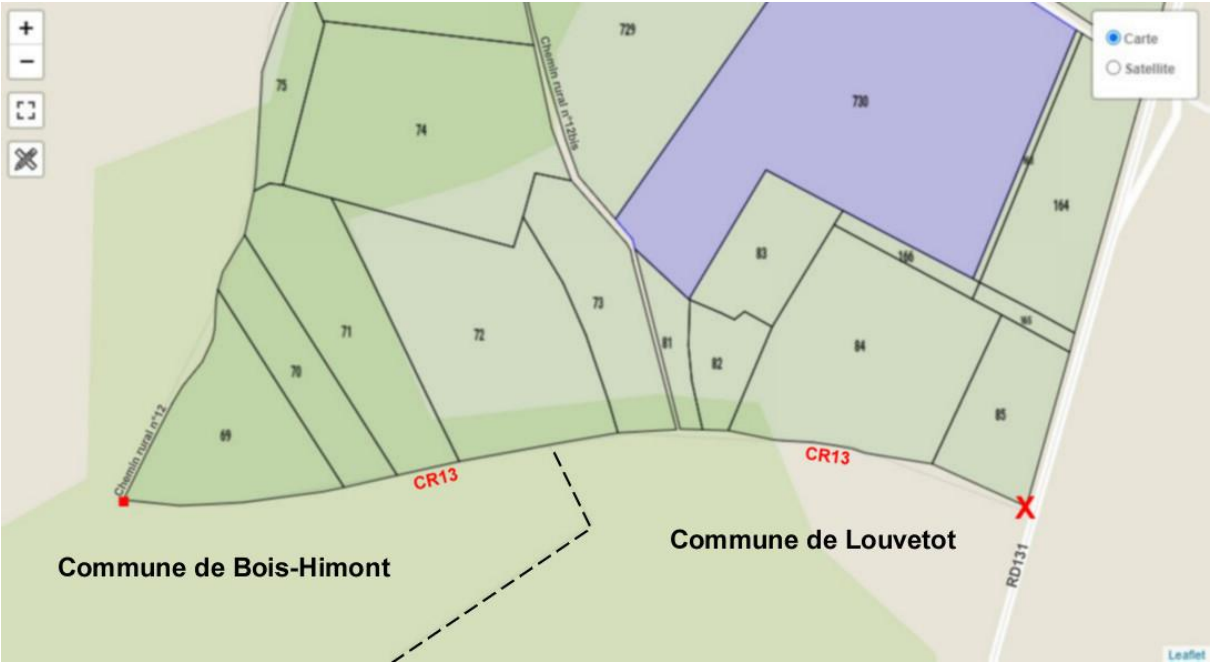 +
−
Carte
Satellite
729
Chemin rural n°12bis
75
74
730
164
83
166
73
71
72
81
82
84
165
70
69
85
Chemin rural n°12
CR13
CR13
X
Commune de Bois-Himont
Commune de Louvetot
RD131
Leaflet